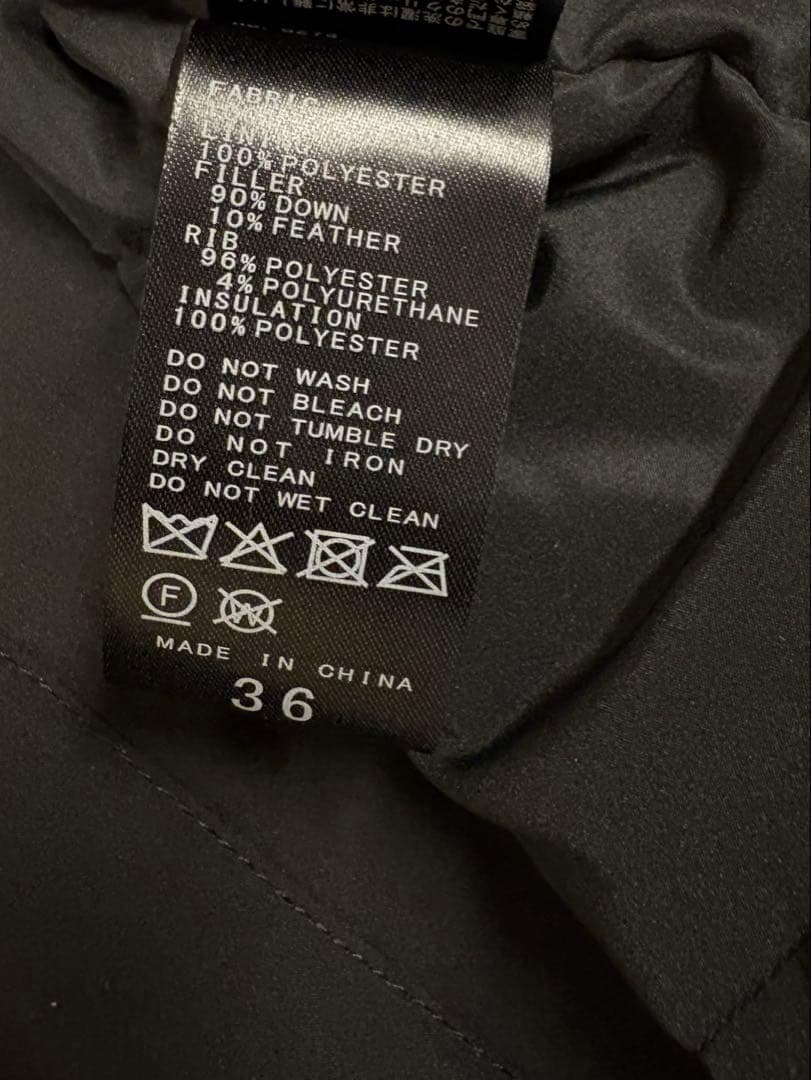 FABRIC
LINING
100% POLYESTER
FILLER
90% DOWN
10% FEATHER
RIB
96% POLYESTER
4% POLYURETHANE
INSULATION
100% POLYESTER
DO NOT WASH
DO NOT BLEACH
DO NOT TUMBLE DRY
DO NOT IRON
DRY CLEAN
DO NOT WET CLEAN
F W
MADE IN CHINA
36